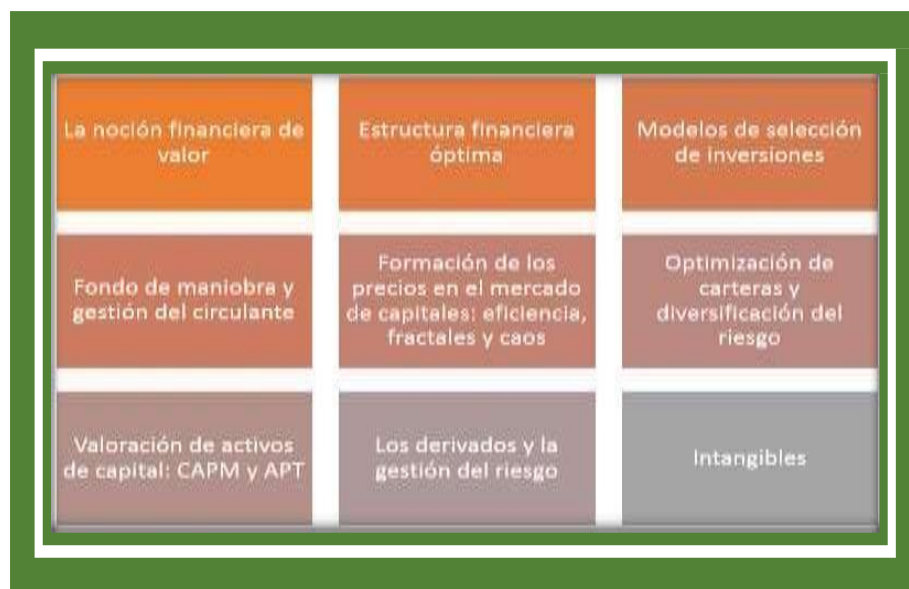 La noción financiera de
valor
Estructura financiera
óptima
Modelos de selección
de inversiones
Fondo de maniobra y
gestión del circulante
Formación de los
precios en el mercado
de capitales: eficiencia,
fractales y caos
Optimización de
carteras y
diversificación del
riesgo
Valoración de activos
de capital: CAPM y APT
Los derivados y la
gestión del riesgo
Intangibles